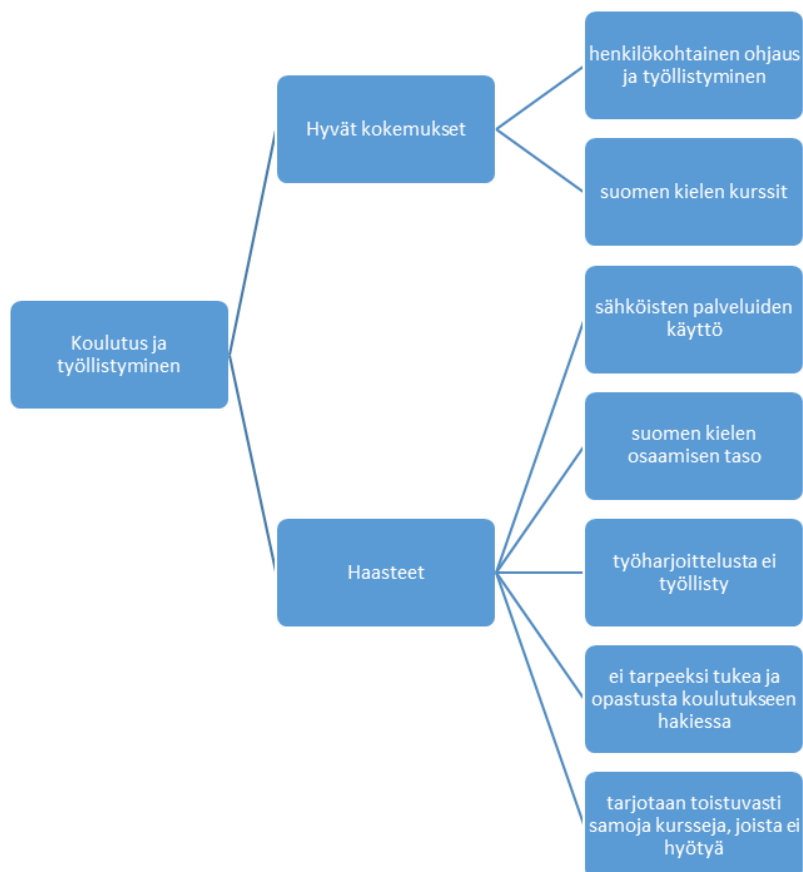 Koulutus ja
työllistyminen
Hyvät kokemukset
henkilökohtainen ohjaus
ja työllistyminen
suomen kielen kurssit
Haasteet
sähköisten palveluiden
käyttö
suomen kielen
osaamisen taso
työharjoittelusta ei
työllisty
ei tarpeeksi tukea ja
opastusta koulutukseen
hakiessa
tarjotaan toistuvasti
samoja kursseja, joista ei
hyötyä